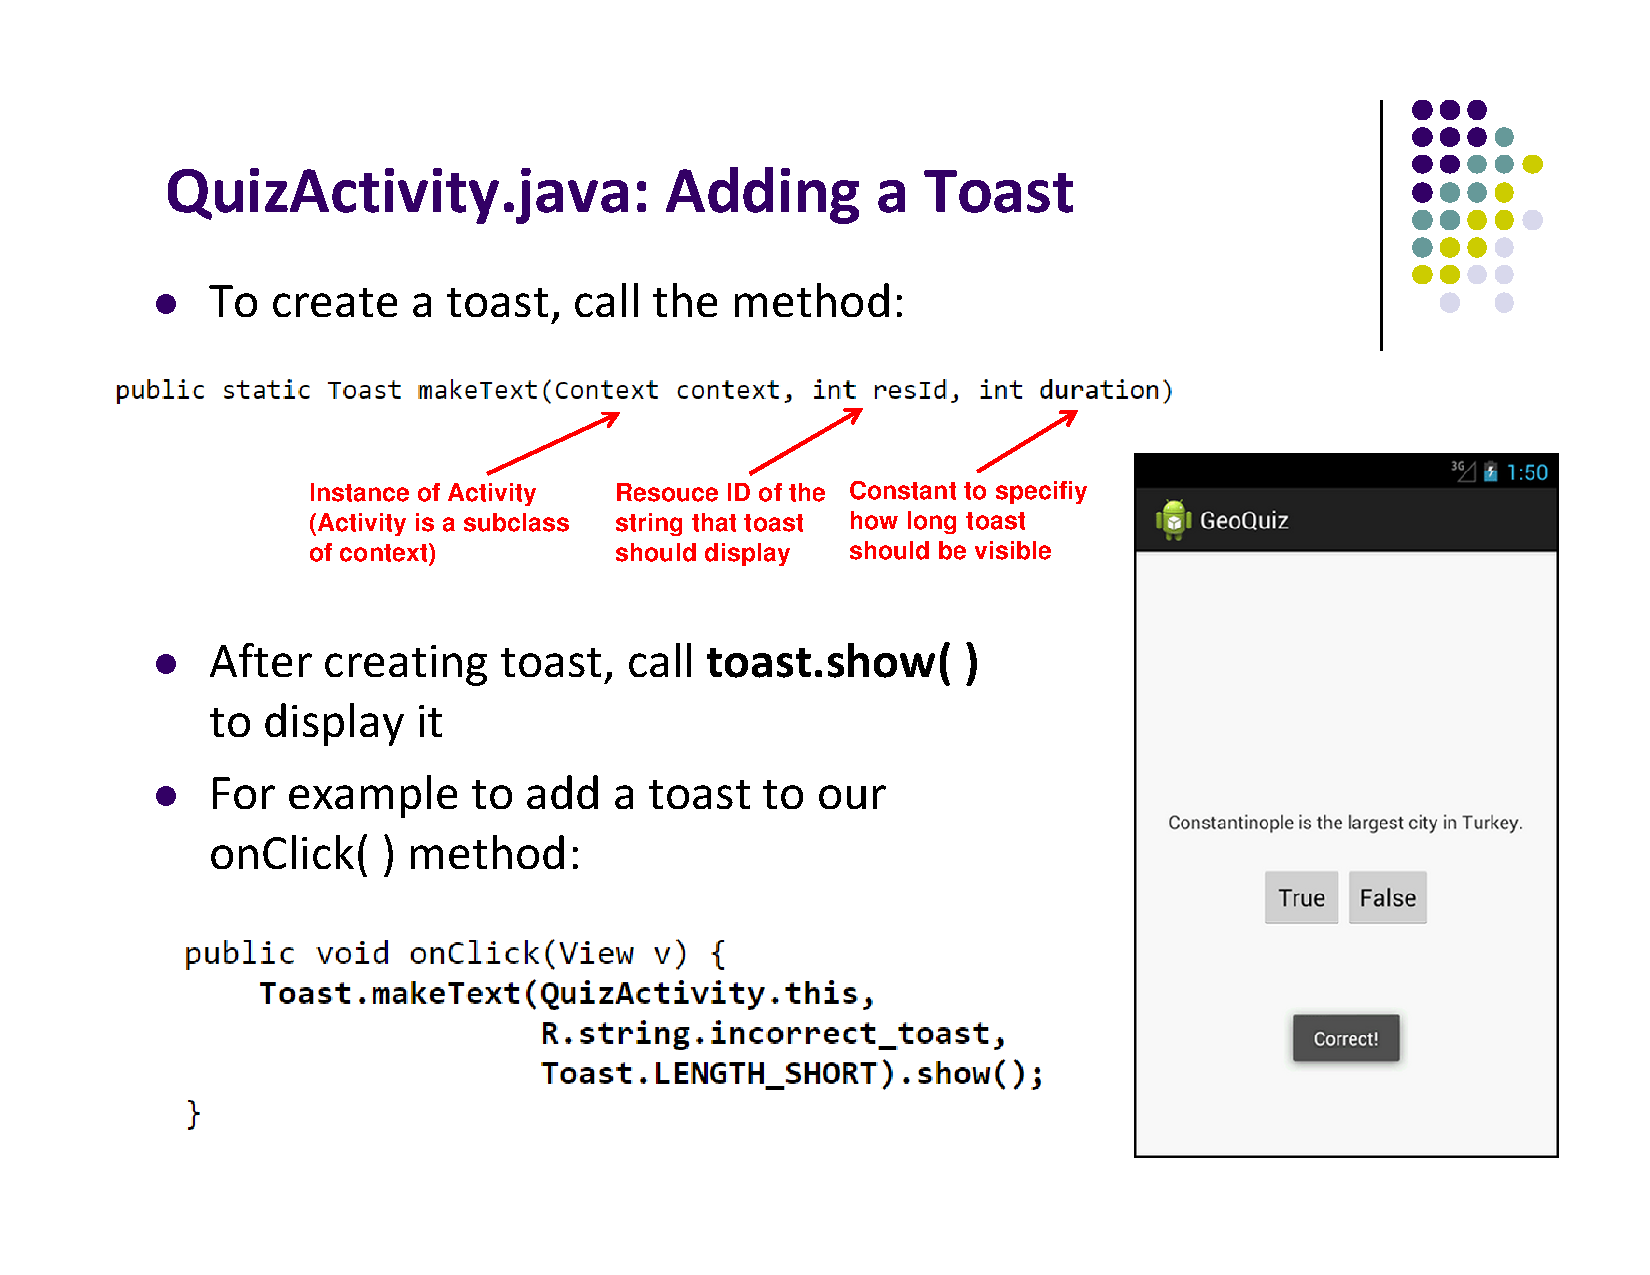 QuizActivity.java: Adding a Toast
To create a toast, call the method:
public static Toast makeText(Context context, int resId, int duration)
Instance of Activity
(Activity is a subclass
of context)
Resouce ID of the
string that toast
should display
Constant to specifiy
how long toast
should be visible
After creating toast, call toast.show( )
to display it
For example to add a toast to our
onClick( ) method:
public void onClick(View v) {
Toast.makeText(QuizActivity.this,
R.string.incorrect_toast,
Toast.LENGTH_SHORT).show();
}
3G 1:50
GeoQuiz
Constantinople is the largest city in Turkey.
True False
Correct!